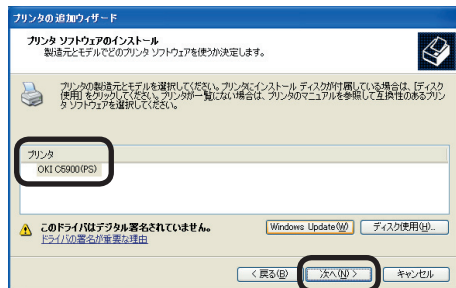 プリンタの追加ウィザード
プリンタ ソフトウェアのインストール
製造元とモデルでどのプリンタ ソフトウェアを使うか決定します。
プリンタの製造元とモデルを選択してください。プリンタにインストール ディスクが付属している場合は、[ディスク
使用] をクリックしてください。プリンタが一覧にない場合は、プリンタのマニュアルを参照して互換性のあるプリン
タ ソフトウェアを選択してください。
プリンタ
OKI C5900(PS)
このドライバはデジタル署名されていません。
ドライバの署名が重要な理由
Windows Update(W)
ディスク使用(H)...
< 戻る(B)
次へ(N) >
キャンセル